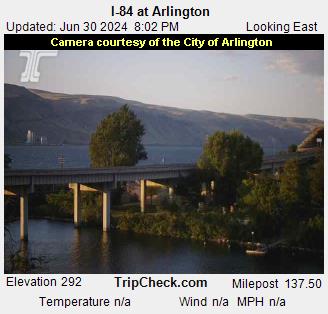 I-84 at Arlington
Updated: Jun 30 2024 8:02 PM Looking East
Camera courtesy of the City of Arlington
Elevation 292 TripCheck.com Milepost 137.50
Temperature n/a Wind n/a MPH n/a